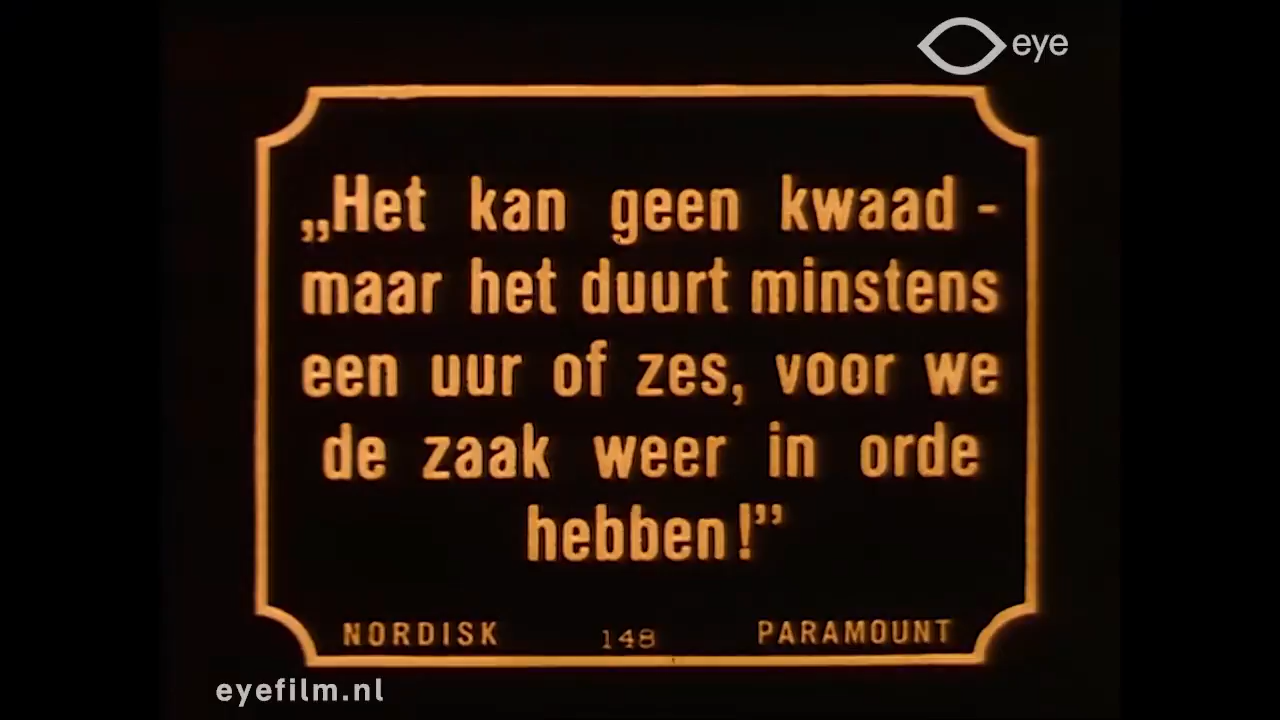 eye
„Het kan geen kwaad -
maar het duurt minstens
een uur of zes, voor we
de zaak weer in orde
hebben!”
NORDISK 148 PARAMOUNT
eyefilm.nl